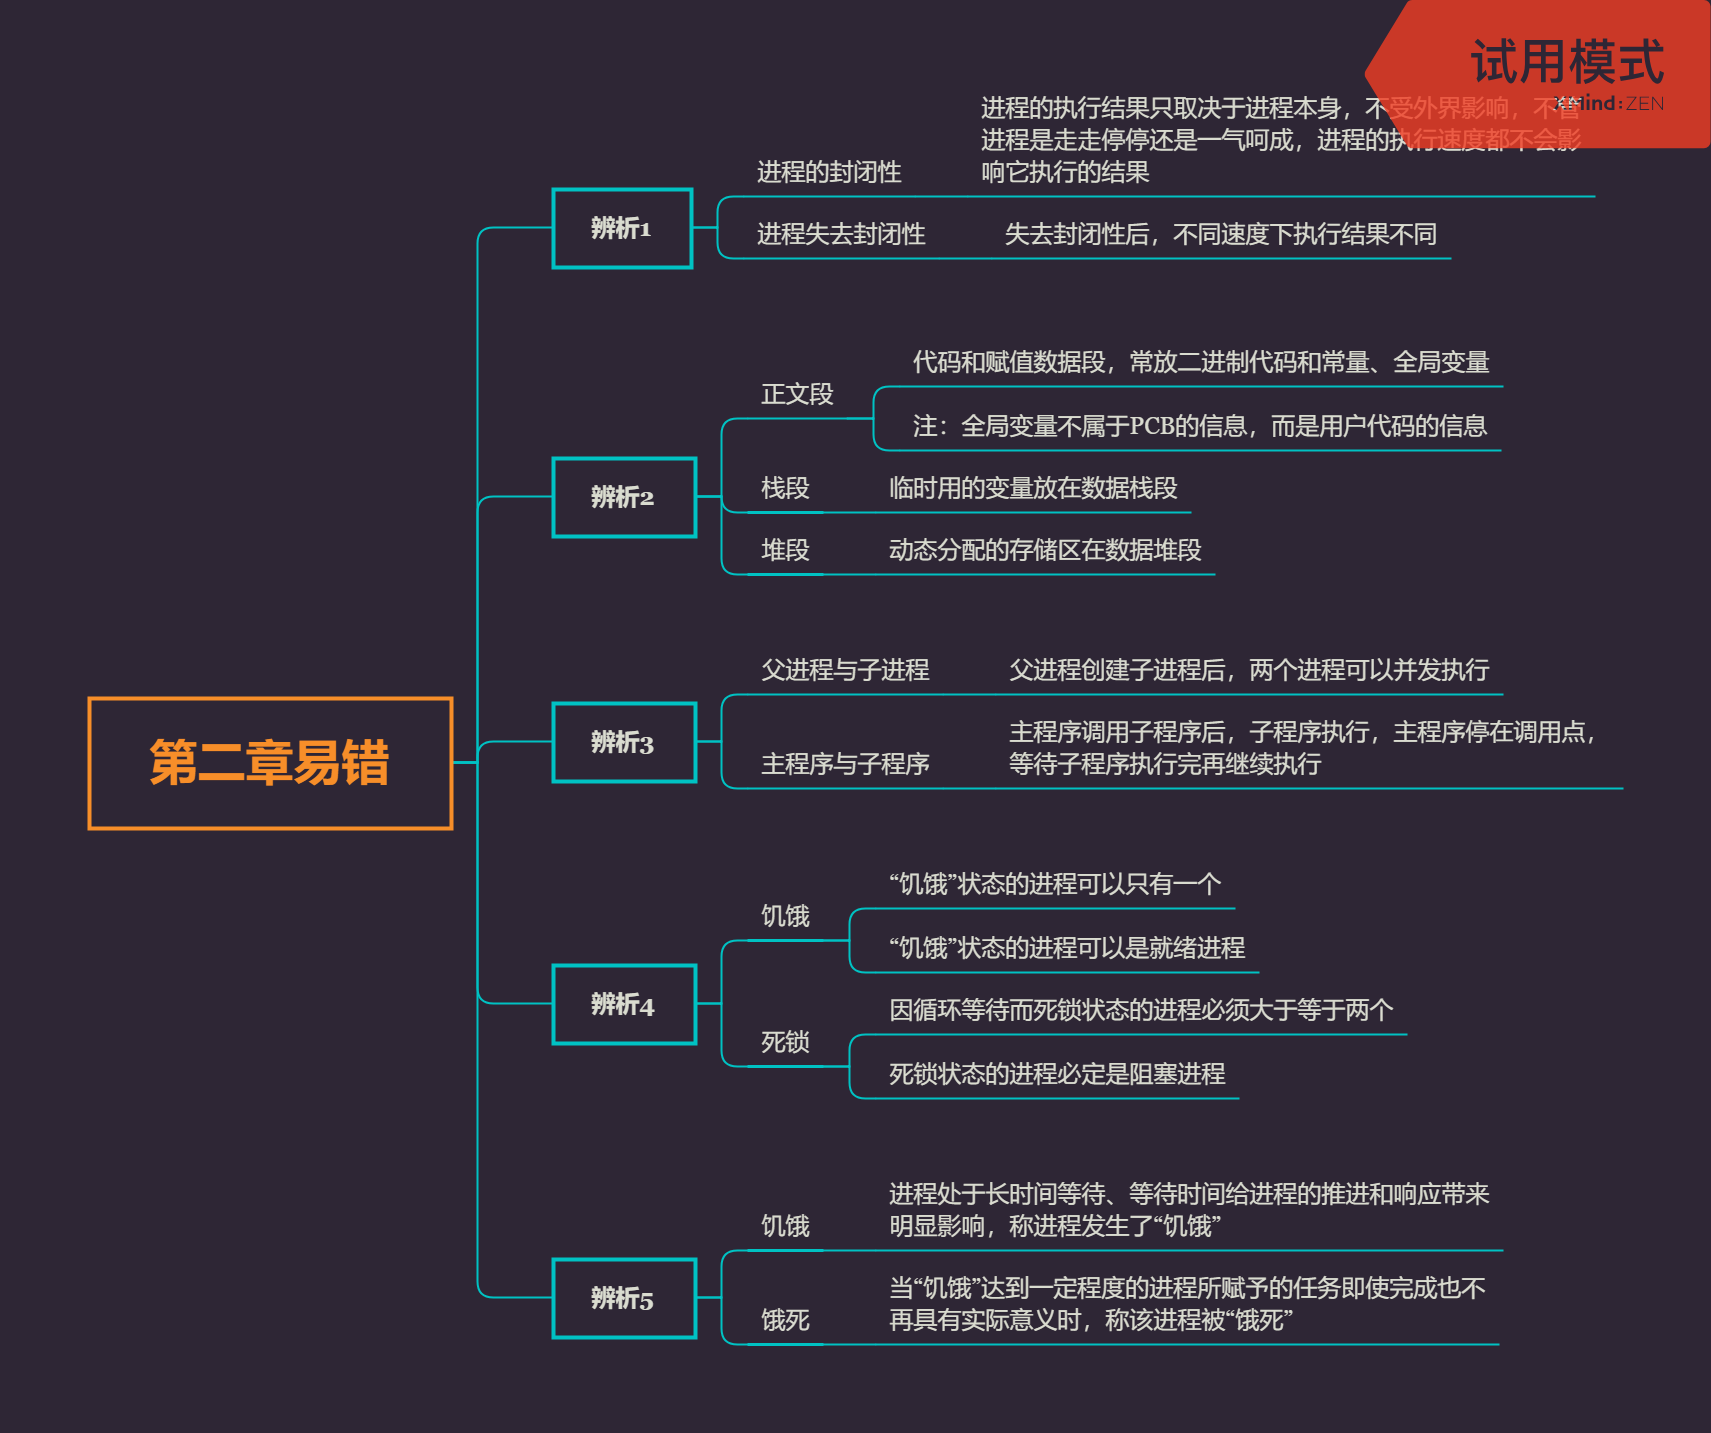 试用模式
XMind:ZEN
第二章易错
辨析1
进程的封闭性
进程的执行结果只取决于进程本身，不受外界影响，不管
进程是走走停停还是一气呵成，进程的执行速度都不会影
响它执行的结果
进程失去封闭性
失去封闭性后，不同速度下执行结果不同
辨析2
正文段
代码和赋值数据段，常放二进制代码和常量、全局变量
注：全局变量不属于PCB的信息，而是用户代码的信息
栈段
临时用的变量放在数据栈段
堆段
动态分配的存储区在数据堆段
辨析3
父进程与子进程
父进程创建子进程后，两个进程可以并发执行
主程序与子程序
主程序调用子程序后，子程序执行，主程序停在调用点，
等待子程序执行完再继续执行
辨析4
饥饿
“饥饿”状态的进程可以只有一个
“饥饿”状态的进程可以是就绪进程
死锁
因循环等待而死锁状态的进程必须大于等于两个
死锁状态的进程必定是阻塞进程
辨析5
饥饿
进程处于长时间等待、等待时间给进程的推进和响应带来
明显影响，称进程发生了“饥饿”
饿死
当“饥饿”达到一定程度的进程所赋予的任务即使完成也不
再具有实际意义时，称该进程被“饿死”